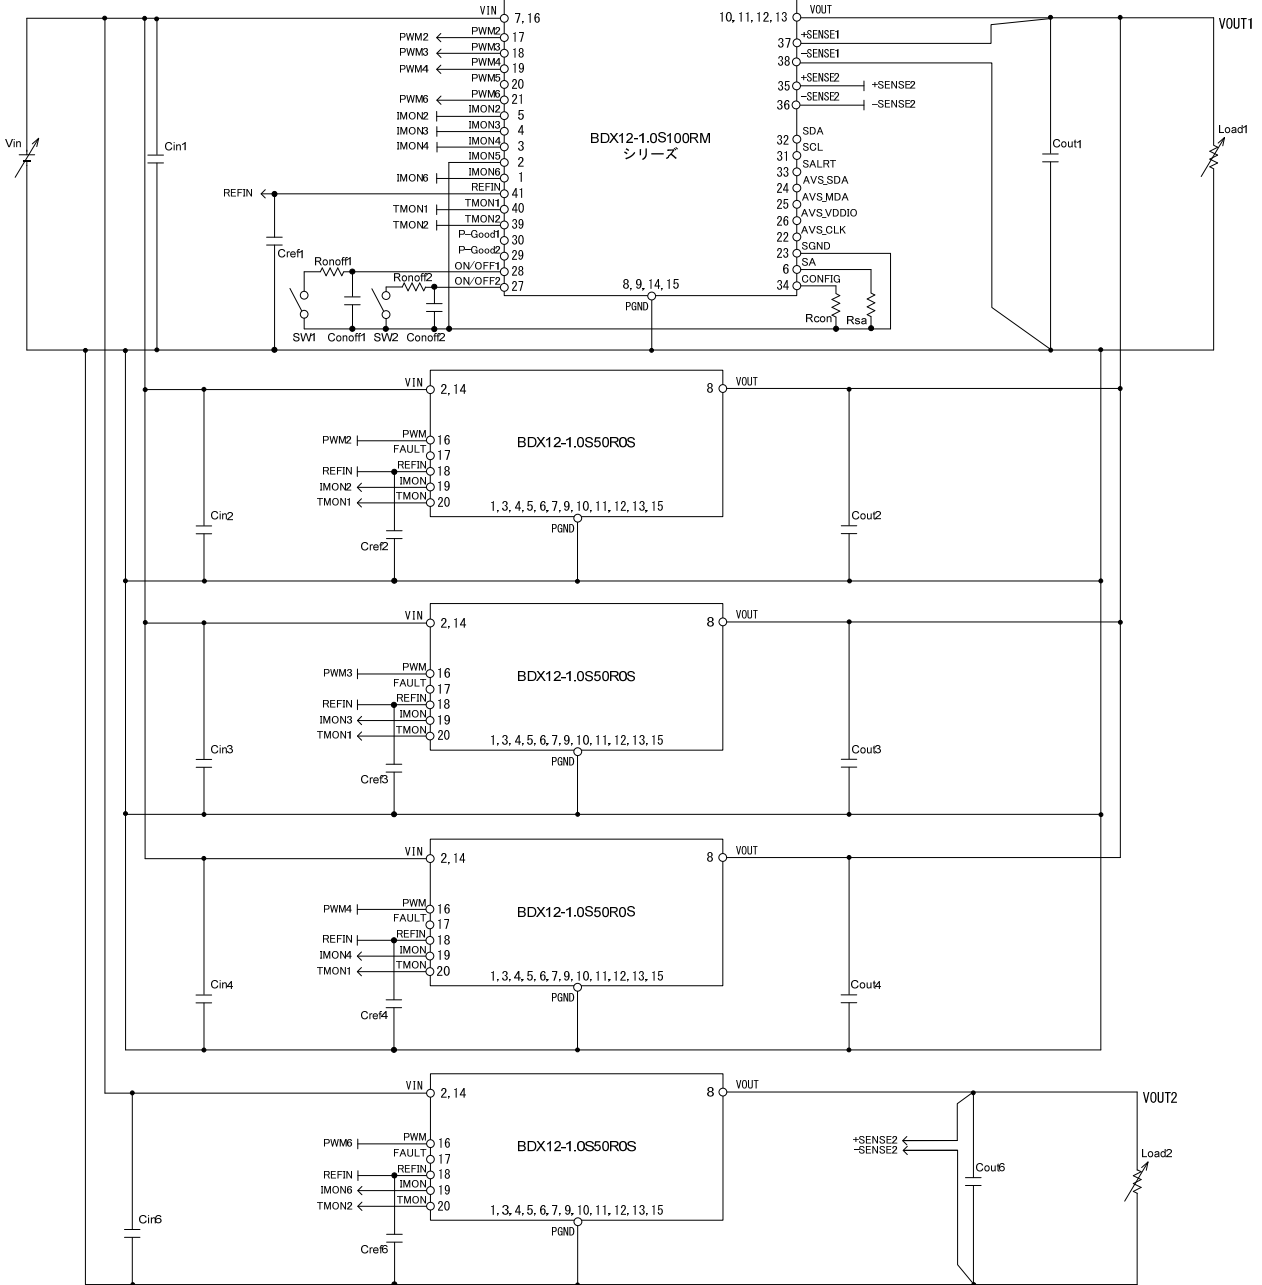 VIN 7,16
PWM2 PWM2 17
PWM3 PWM3 18
PWM4 PWM4 19
PWM5 20
PWM6 PWM6 21
IMON2 IMON2 5
IMON3 IMON3 4
IMON4 IMON4 3
IMON5 2
IMON6 IMON6 1
REFIN REFIN 41
TMON1 TMON1 40
TMON2 TMON2 39
P-Good1 30
P-Good2 29
ON/OFF1 28
ON/OFF2 27
BDX12-1.0S100RM
シリーズ
8,9,14,15
PGND
10,11,12,13 VOUT
37 +SENSE1
38 -SENSE1
35 +SENSE2 +SENSE2
36 -SENSE2 -SENSE2
32 SDA
31 SCL
33 SALRT
24 AVS_SDA
25 AVS_MDA
26 AVS_VDDIO
22 AVS_CLK
23 SGND
6 SA
34 CONFIG
Vin
Cin1
Cref1
Ronoff1
Ronoff2
SW1
Conoff1
SW2
Conoff2
Rcon
Rsa
Cout1
Load1
VOUT1
VIN 2,14
8 VOUT
BDX12-1.0S50R0S
PWM2 PWM 16
FAULT 17
REFIN REFIN 18
IMON2 IMON 19
TMON1 TMON 20
1,3,4,5,6,7,9,10,11,12,13,15
PGND
Cin2
Cref2
Cout2
VIN 2,14
8 VOUT
BDX12-1.0S50R0S
PWM3 PWM 16
FAULT 17
REFIN REFIN 18
IMON3 IMON 19
TMON1 TMON 20
1,3,4,5,6,7,9,10,11,12,13,15
PGND
Cin3
Cref3
Cout3
VIN 2,14
8 VOUT
BDX12-1.0S50R0S
PWM4 PWM 16
FAULT 17
REFIN REFIN 18
IMON4 IMON 19
TMON1 TMON 20
1,3,4,5,6,7,9,10,11,12,13,15
PGND
Cin4
Cref4
Cout4
VIN 2,14
8 VOUT
VOUT2
BDX12-1.0S50R0S
PWM6 PWM 16
FAULT 17
REFIN REFIN 18
IMON6 IMON 19
TMON2 TMON 20
1,3,4,5,6,7,9,10,11,12,13,15
PGND
+SENSE2
-SENSE2
Cin6
Cref6
Cout6
Load2